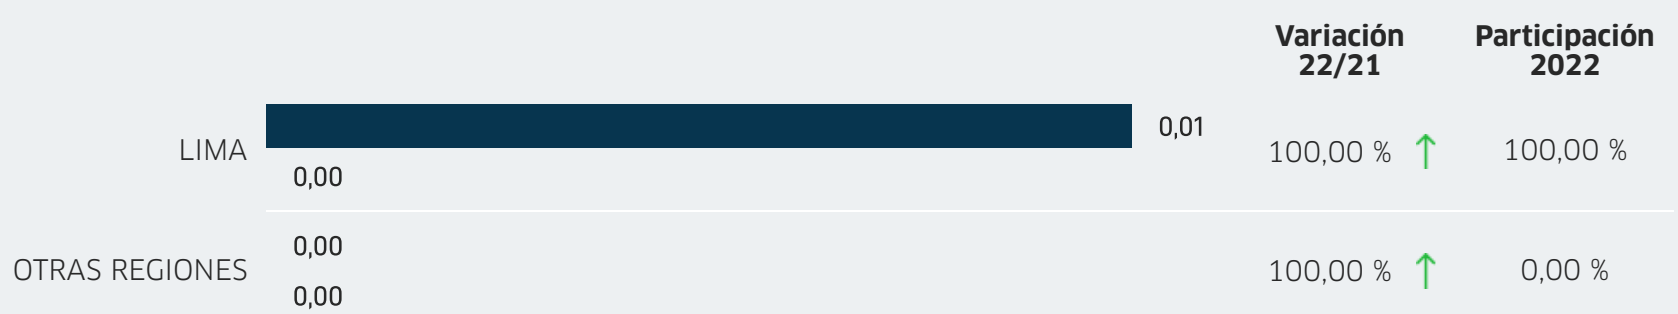 Variación
22/21
Participación
2022
LIMA
0,01
0,00
100,00 %
100,00 %
OTRAS REGIONES
0,00
0,00
100,00 %
0,00 %